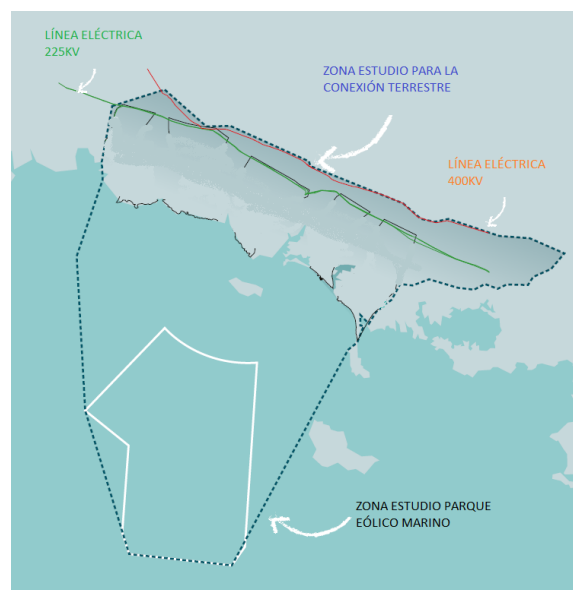 LÍNEA ELÉCTRICA
225KV
ZONA ESTUDIO PARA LA
CONEXIÓN TERRESTRE
LÍNEA ELÉCTRICA
400KV
ZONA ESTUDIO PARQUE
EÓLICO MARINO